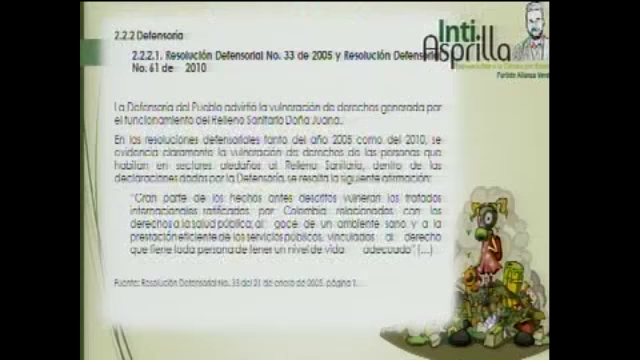 Inti
Asprilla
Partido Alianza Verde
2.2.2 Defensoría
2.2.2.1. Resolución Defensorial No. 33 de 2005 y Resolución Defensorial
No. 61 de 2010
La Defensoría del Pueblo advirtió la vulneración de derechos generada por
el funcionamiento del Relleno Sanitario Doña Juana.
En las resoluciones defensoriales tanto del año 2005 como del 2010, se
evidencia claramente la vulneración de derechos de las personas que
habitan en sectores aledaños al Relleno Sanitario, dentro de las
declaraciones dadas por la Defensoría, se resalta la siguiente afirmación:
"Gran parte de los hechos antes descritos vulneran los tratados
internacionales ratificados por Colombia relacionados con los
derechos a la salud pública, al goce de un ambiente sano y a la
prestación eficiente de los servicios públicos, vinculados al derecho
que tiene toda persona de tener un nivel de vida adecuado" (...)
Fuente: Resolución Defensorial No. 33 del 21 de enero de 2005, página 1.